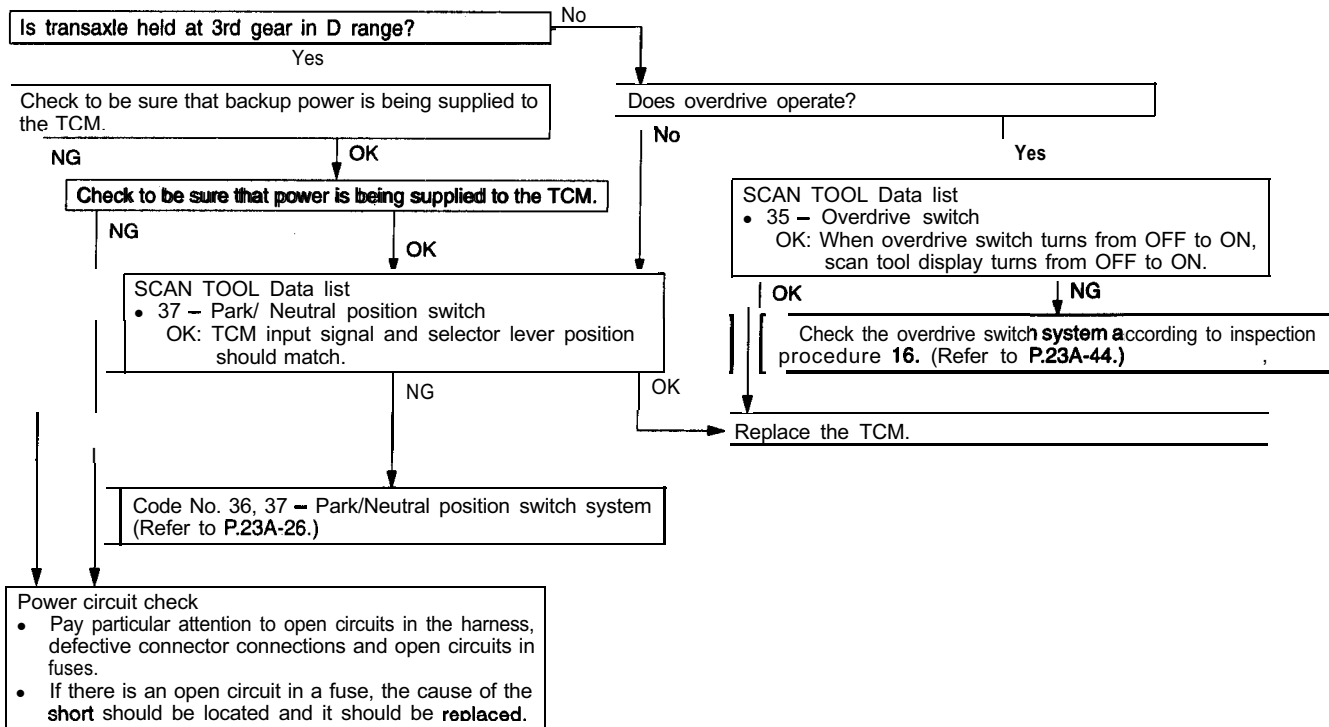 Is transaxle held at 3rd gear in D range?
No
Yes
Check to be sure that backup power is being supplied to
the TCM.
NG
OK
Does overdrive operate?
No
Yes
Check to be sure that power is being supplied to the TCM.
NG
OK
SCAN TOOL Data list
• 35 – Overdrive switch
OK: When overdrive switch turns from OFF to ON,
scan tool display turns from OFF to ON.
OK
NG
SCAN TOOL Data list
• 37 – Park/ Neutral position switch
OK: TCM input signal and selector lever position
should match.
NG
OK
Check the overdrive switch system according to inspection
procedure 16. (Refer to P.23A-44.) ,
Replace the TCM.
Code No. 36, 37 – Park/Neutral position switch system
(Refer to P.23A-26.)
Power circuit check
• Pay particular attention to open circuits in the harness,
defective connector connections and open circuits in
fuses.
• If there is an open circuit in a fuse, the cause of the
short should be located and it should be replaced.